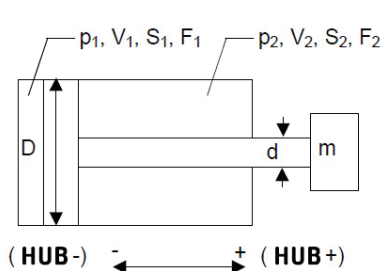 p₁, V₁, S₁, F₁ p₂, V₂, S₂, F₂
D d m
(HUB-) - + (HUB+)